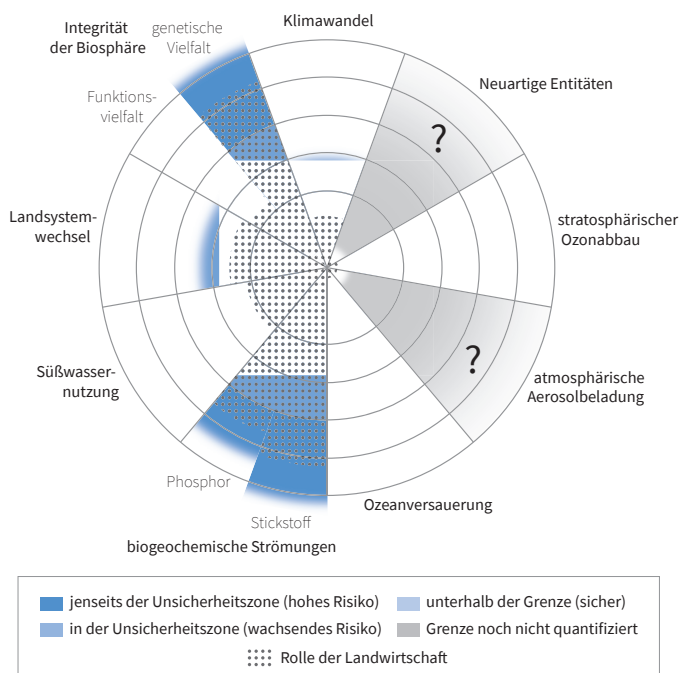 Klimawandel
Integrität
der Biosphäre
genetische
Vielfalt
Funktions-
vielfalt
Neuartige Entitäten
?
Landsystem-
wechsel
stratosphärischer
Ozonabbau
?
Süßwasser-
nutzung
atmosphärische
Aerosolbeladung
Phosphor
Ozeanversauerung
Stickstoff
biogeochemische Strömungen
jenseits der Unsicherheitszone (hohes Risiko)
unterhalb der Grenze (sicher)
in der Unsicherheitszone (wachsendes Risiko)
Grenze noch nicht quantifiziert
Rolle der Landwirtschaft